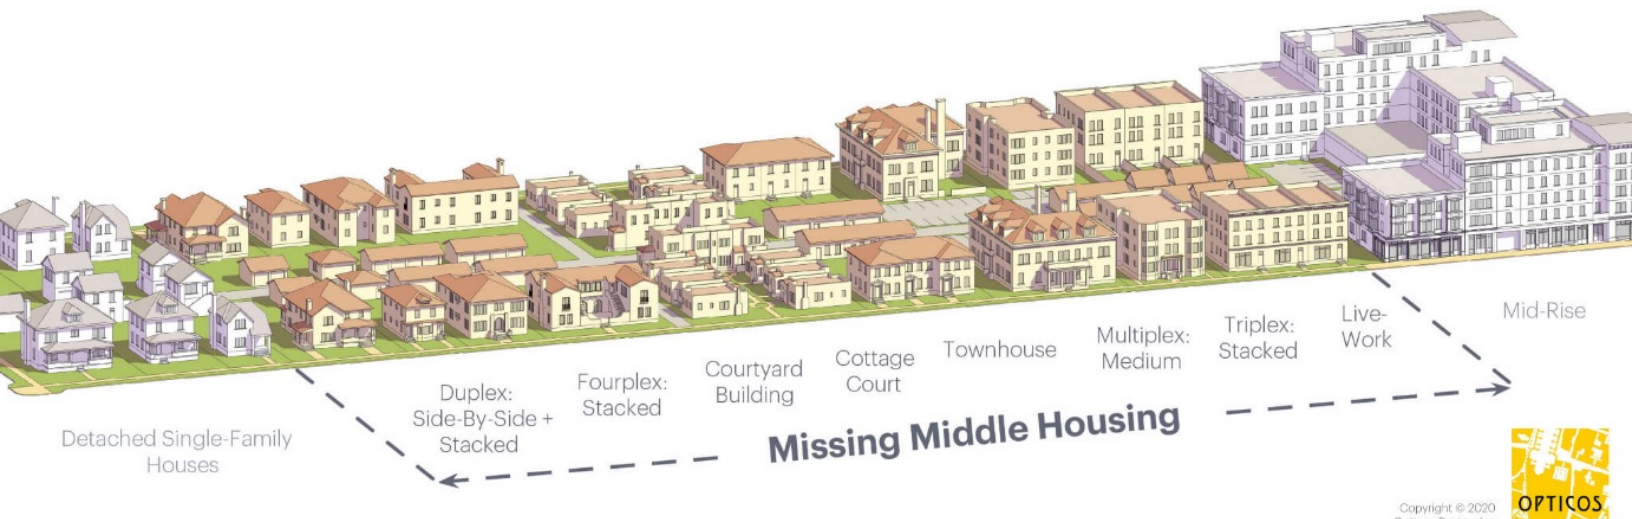 Detached Single-Family
Houses
Duplex:
Side-By-Side +
Stacked
Fourplex:
Stacked
Courtyard
Building
Cottage
Court
Townhouse
Multiplex:
Medium
Triplex:
Stacked
Live-
Work
Mid-Rise
Missing Middle Housing
Copyright © 2020
OPTICOS